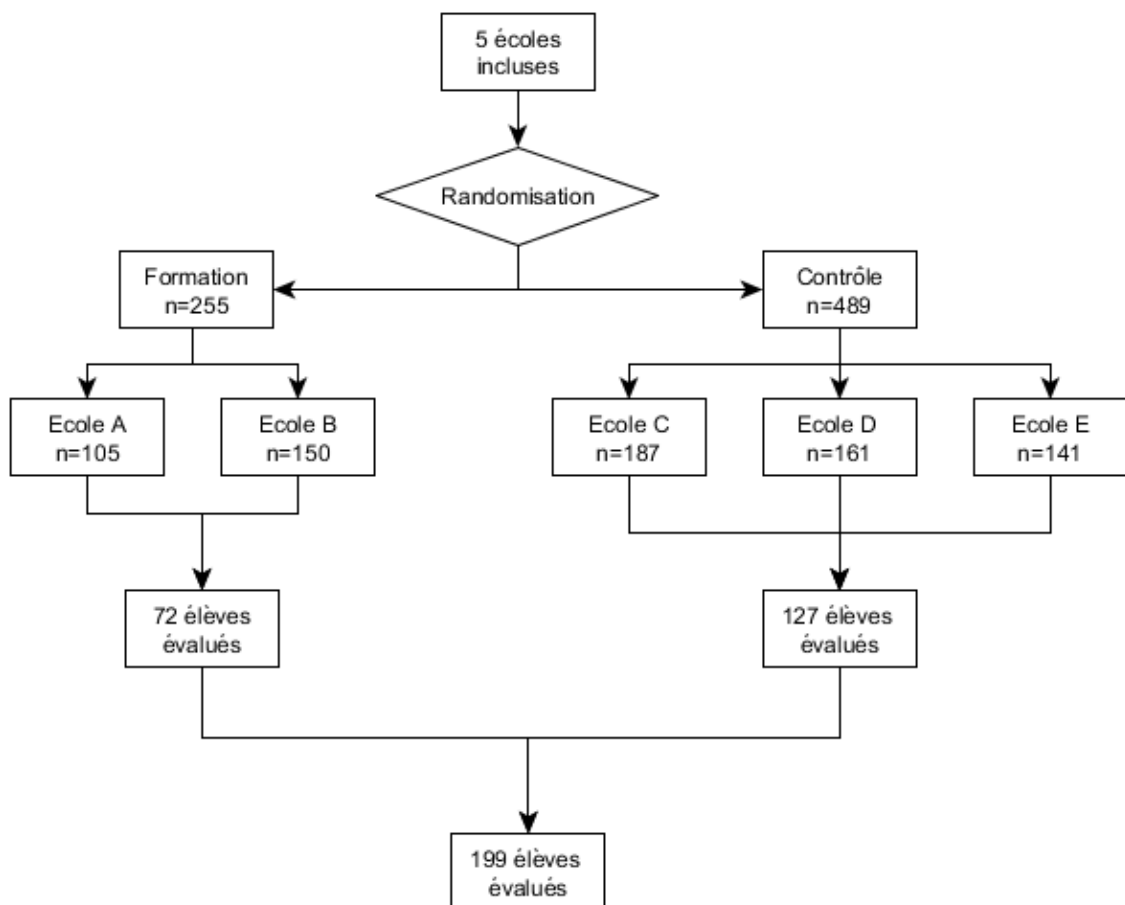 5 écoles
incluses
Randomisation
Formation
n=255
Contrôle
n=489
Ecole A
n=105
Ecole B
n=150
Ecole C
n=187
Ecole D
n=161
Ecole E
n=141
72 élèves
évalués
127 élèves
évalués
199 élèves
évalués